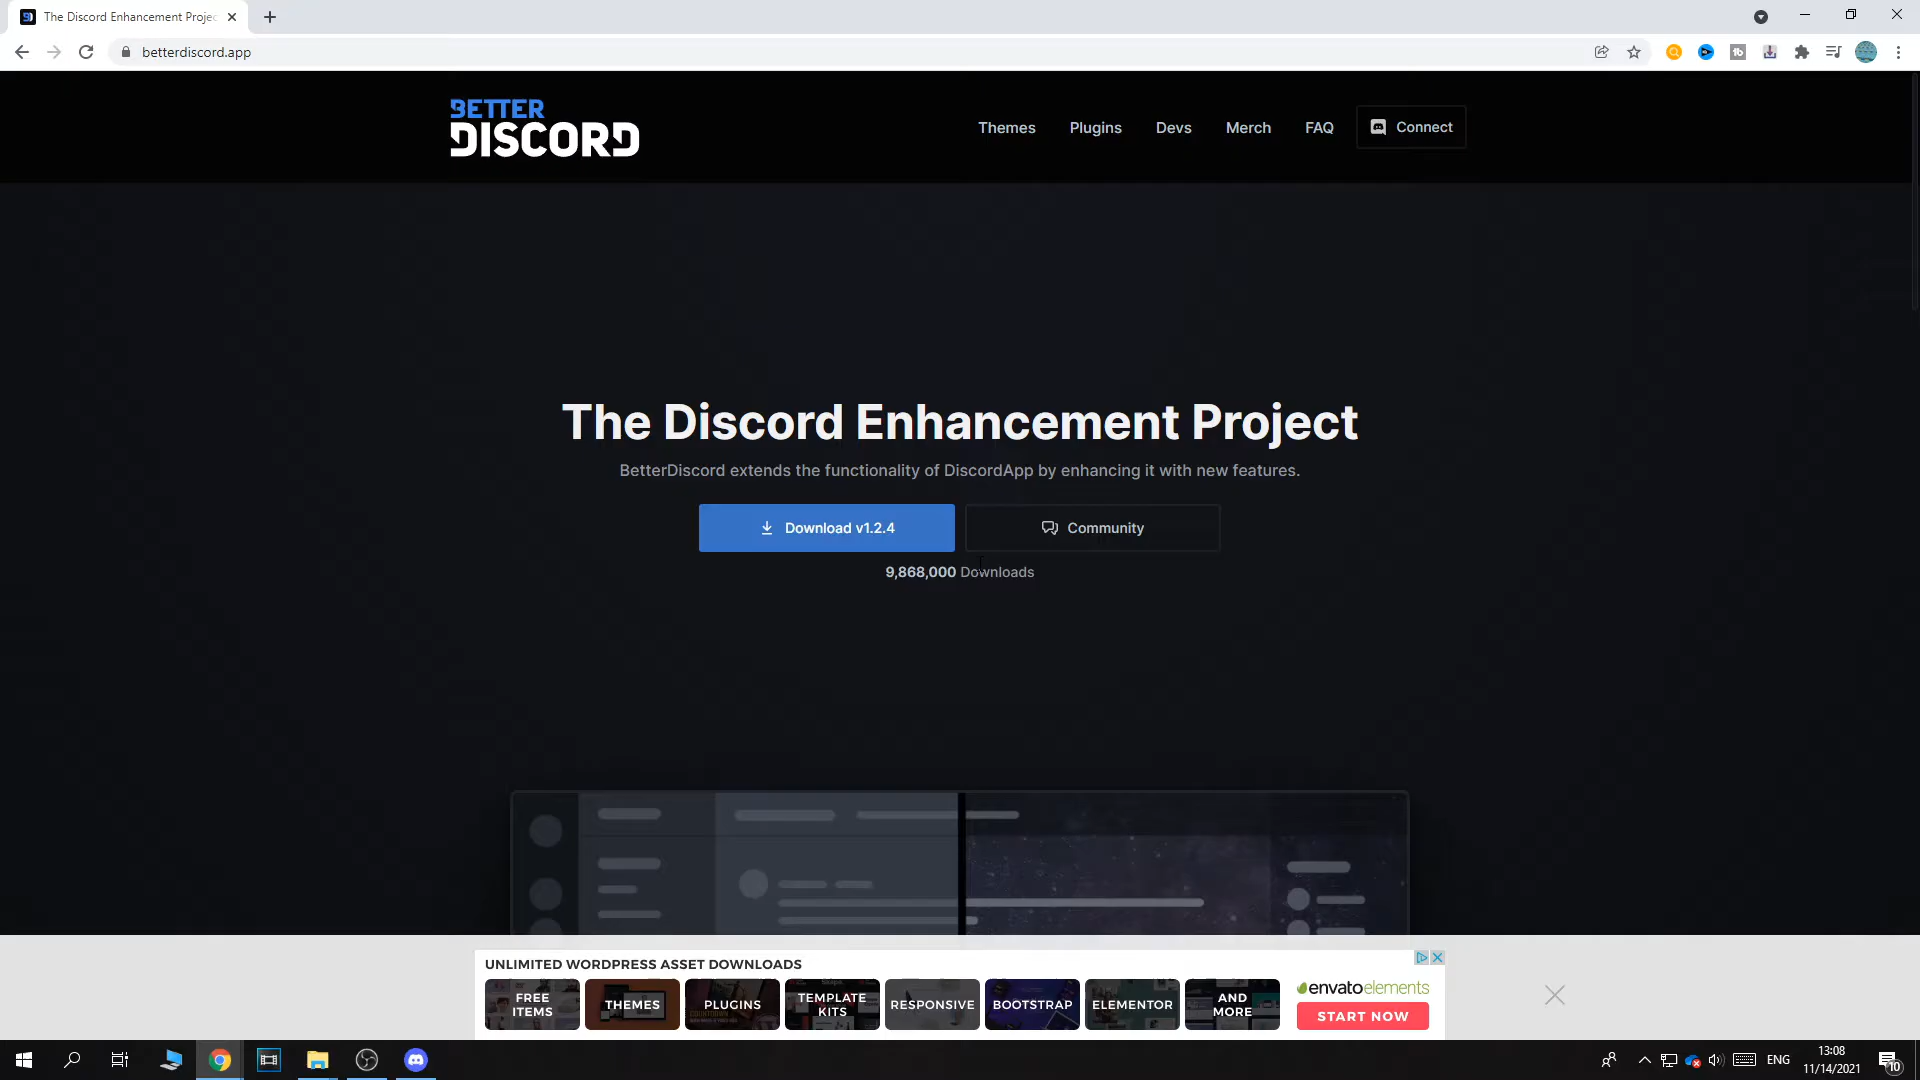 The Discord Enhancement Projec
betterdiscord.app
BETTER
DISCORD
Themes
Plugins
Devs
Merch
FAQ
Connect
The Discord Enhancement Project
BetterDiscord extends the functionality of DiscordApp by enhancing it with new features.
Download v1.2.4
Community
9,868,000 Downloads
UNLIMITED WORDPRESS ASSET DOWNLOADS
FREE
ITEMS
THEMES
PLUGINS
TEMPLATE
KITS
RESPONSIVE
BOOTSTRAP
ELEMENTOR
AND
MORE
envatoelements
START NOW
ENG
13:08
11/14/2021
10